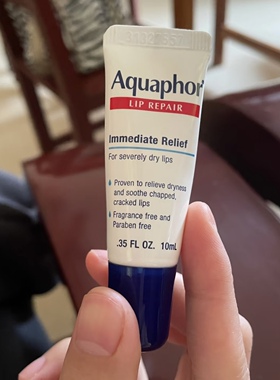 Aquaphor
LIP REPAIR
Immediate Relief
For severely dry lips
Proven to relieve dryness
and soothe chapped,
cracked lips
Fragrance free and
Paraben free
.35 FL OZ. 10mL